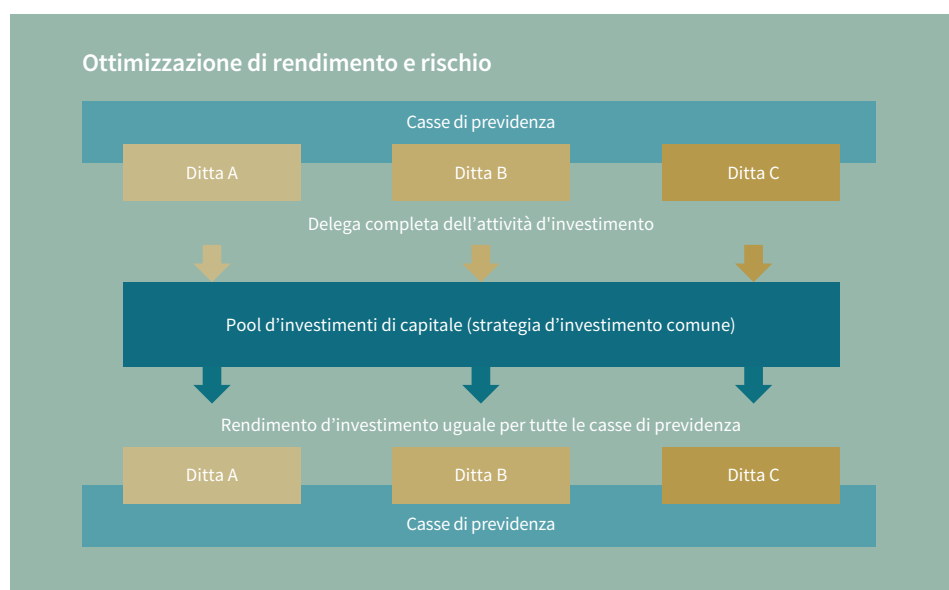 Ottimizzazione di rendimento e rischio
Casse di previdenza
Ditta A
Ditta B
Ditta C
Delega completa dell’attività d'investimento
Pool d’investimenti di capitale (strategia d’investimento comune)
Rendimento d’investimento uguale per tutte le casse di previdenza
Ditta A
Ditta B
Ditta C
Casse di previdenza